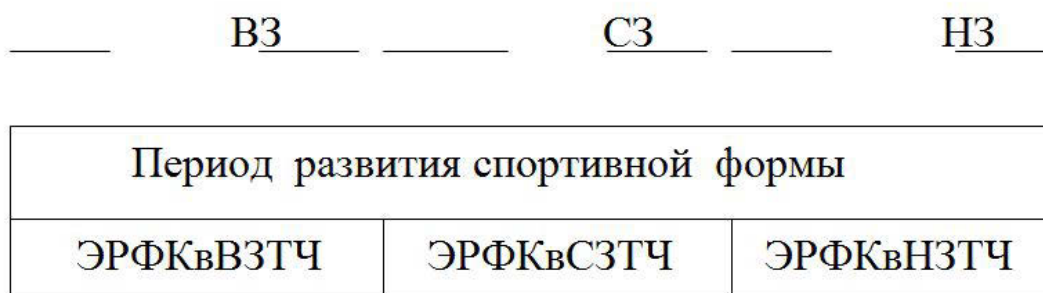 ВЗ СЗ НЗ
Период развития спортивной формы
ЭРФКвВЗТЧ ЭРФКвСЗТЧ ЭРФКвНЗТЧ